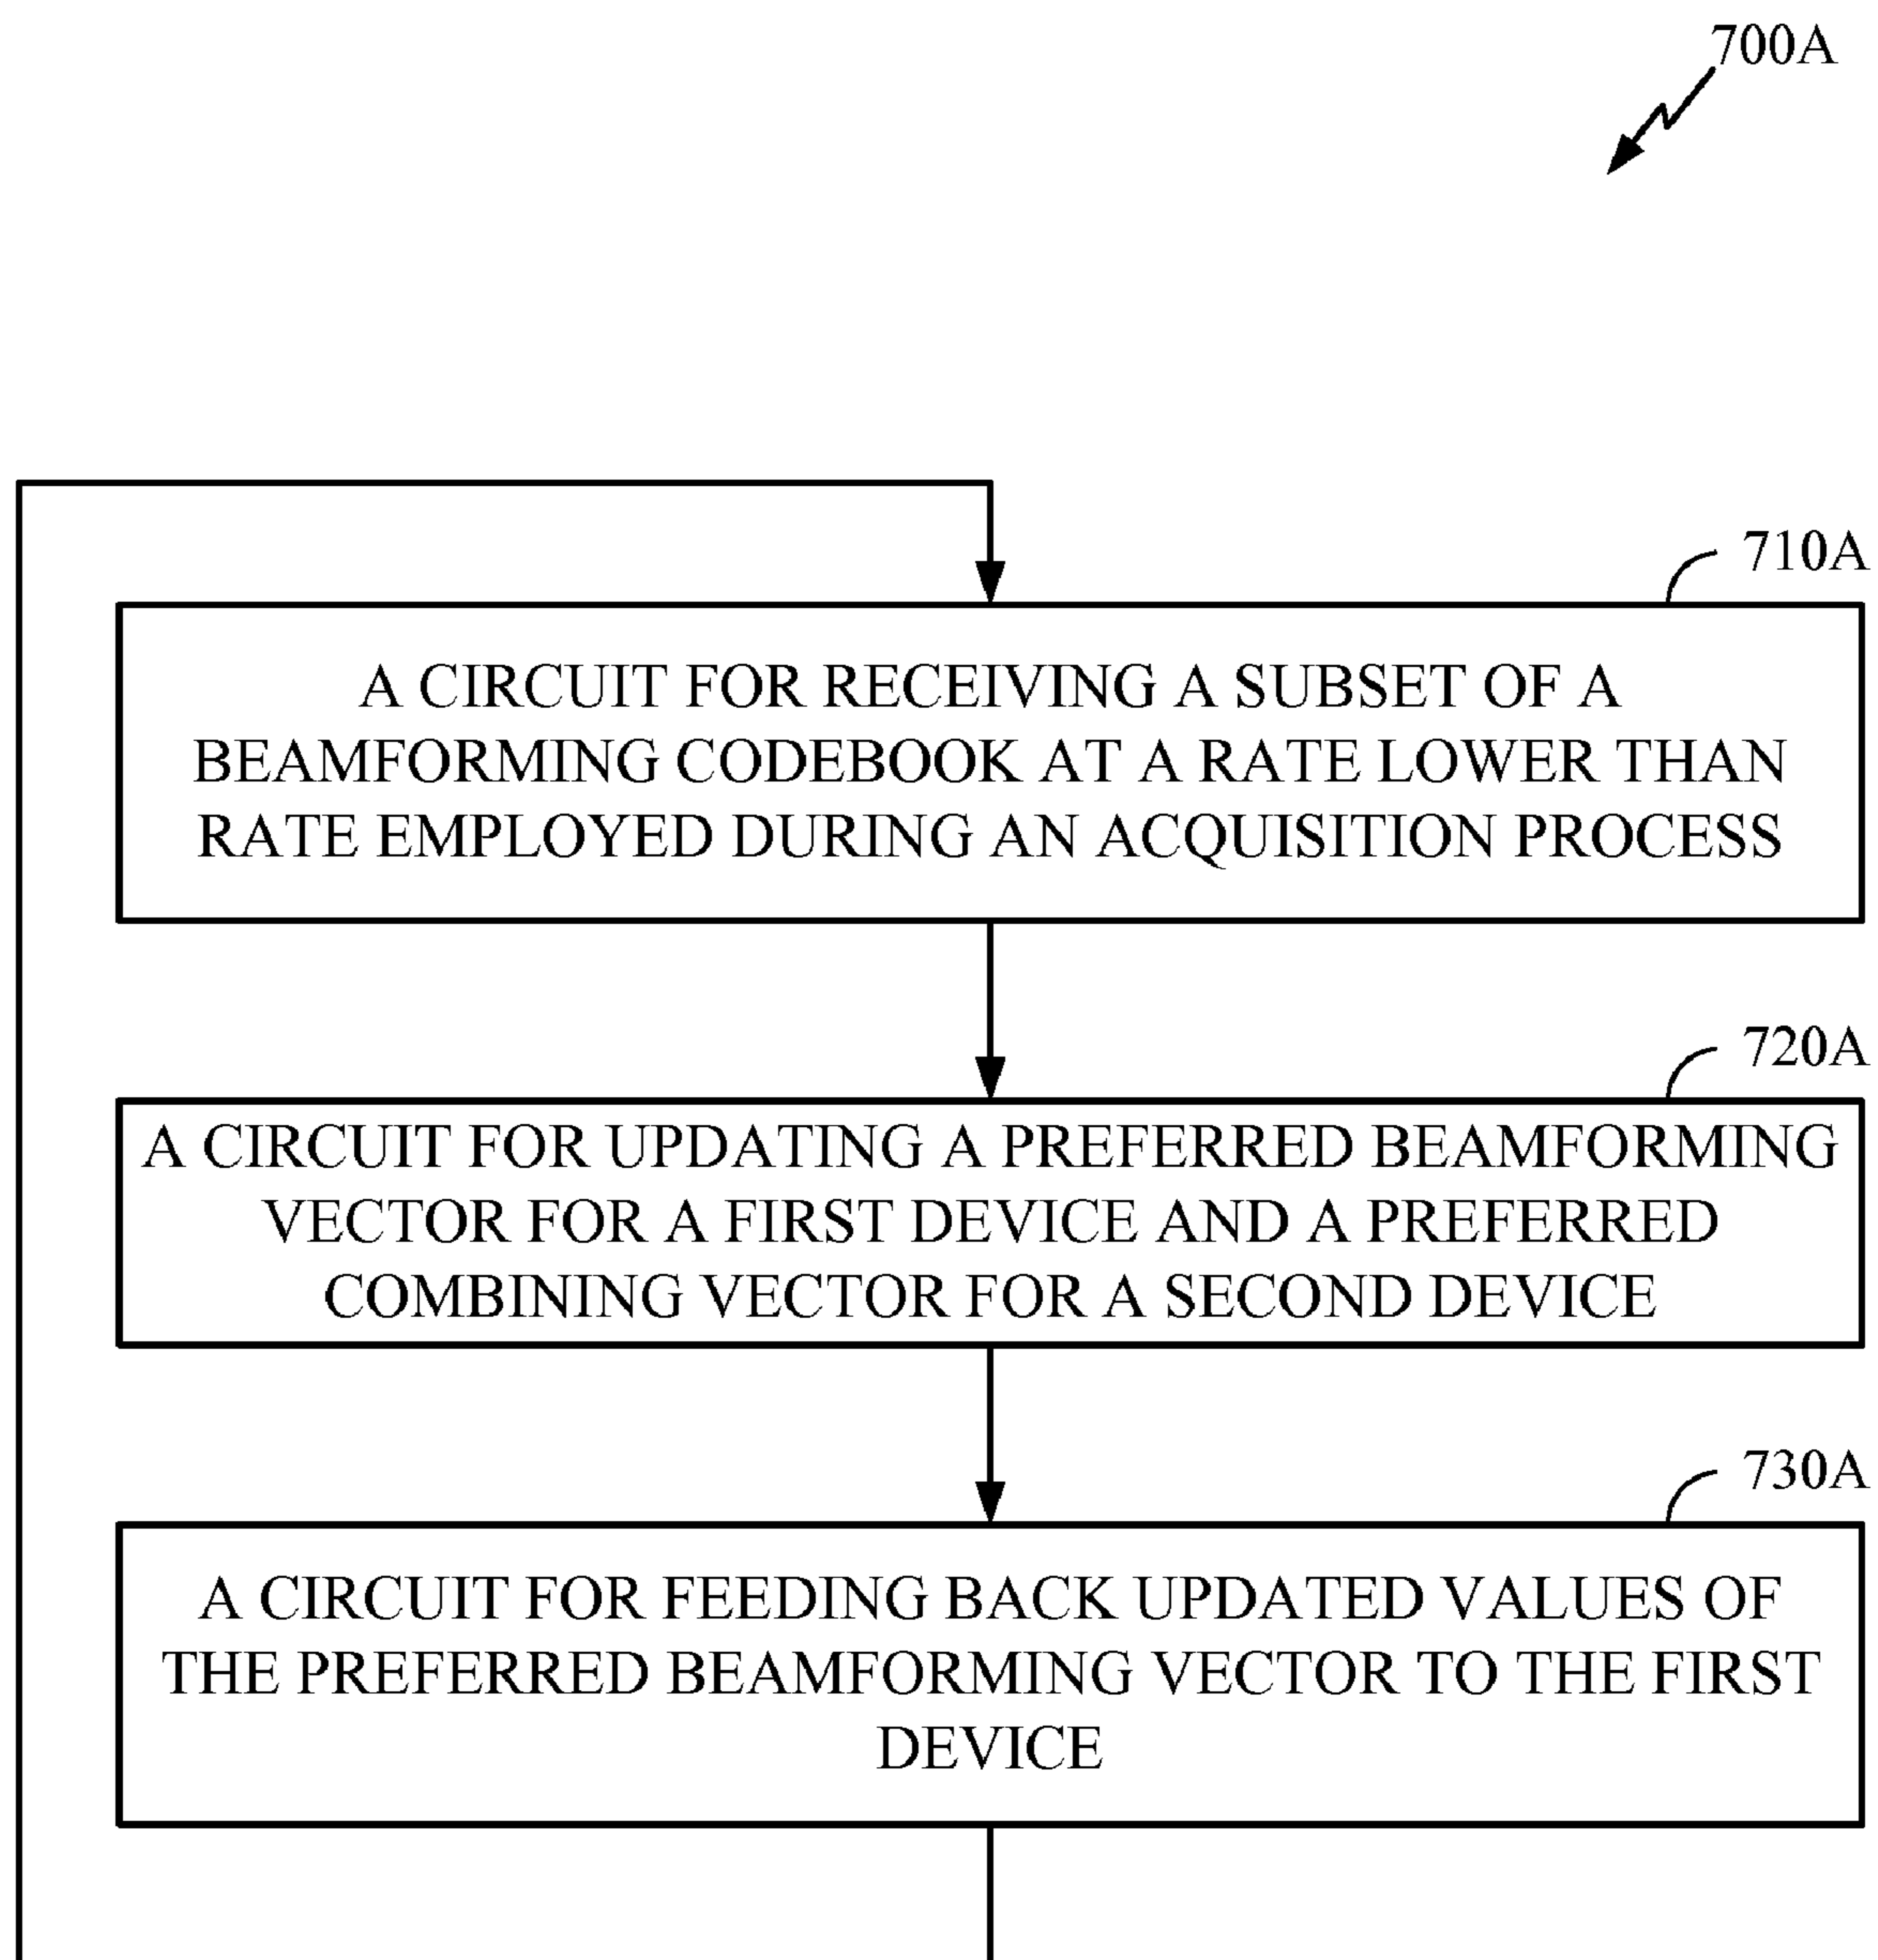 700A
710A
A CIRCUIT FOR RECEIVING A SUBSET OF A
BEAMFORMING CODEBOOK AT A RATE LOWER THAN
RATE EMPLOYED DURING AN ACQUISITION PROCESS
720A
A CIRCUIT FOR UPDATING A PREFERRED BEAMFORMING
VECTOR FOR A FIRST DEVICE AND A PREFERRED
COMBINING VECTOR FOR A SECOND DEVICE
730A
A CIRCUIT FOR FEEDING BACK UPDATED VALUES OF
THE PREFERRED BEAMFORMING VECTOR TO THE FIRST
DEVICE